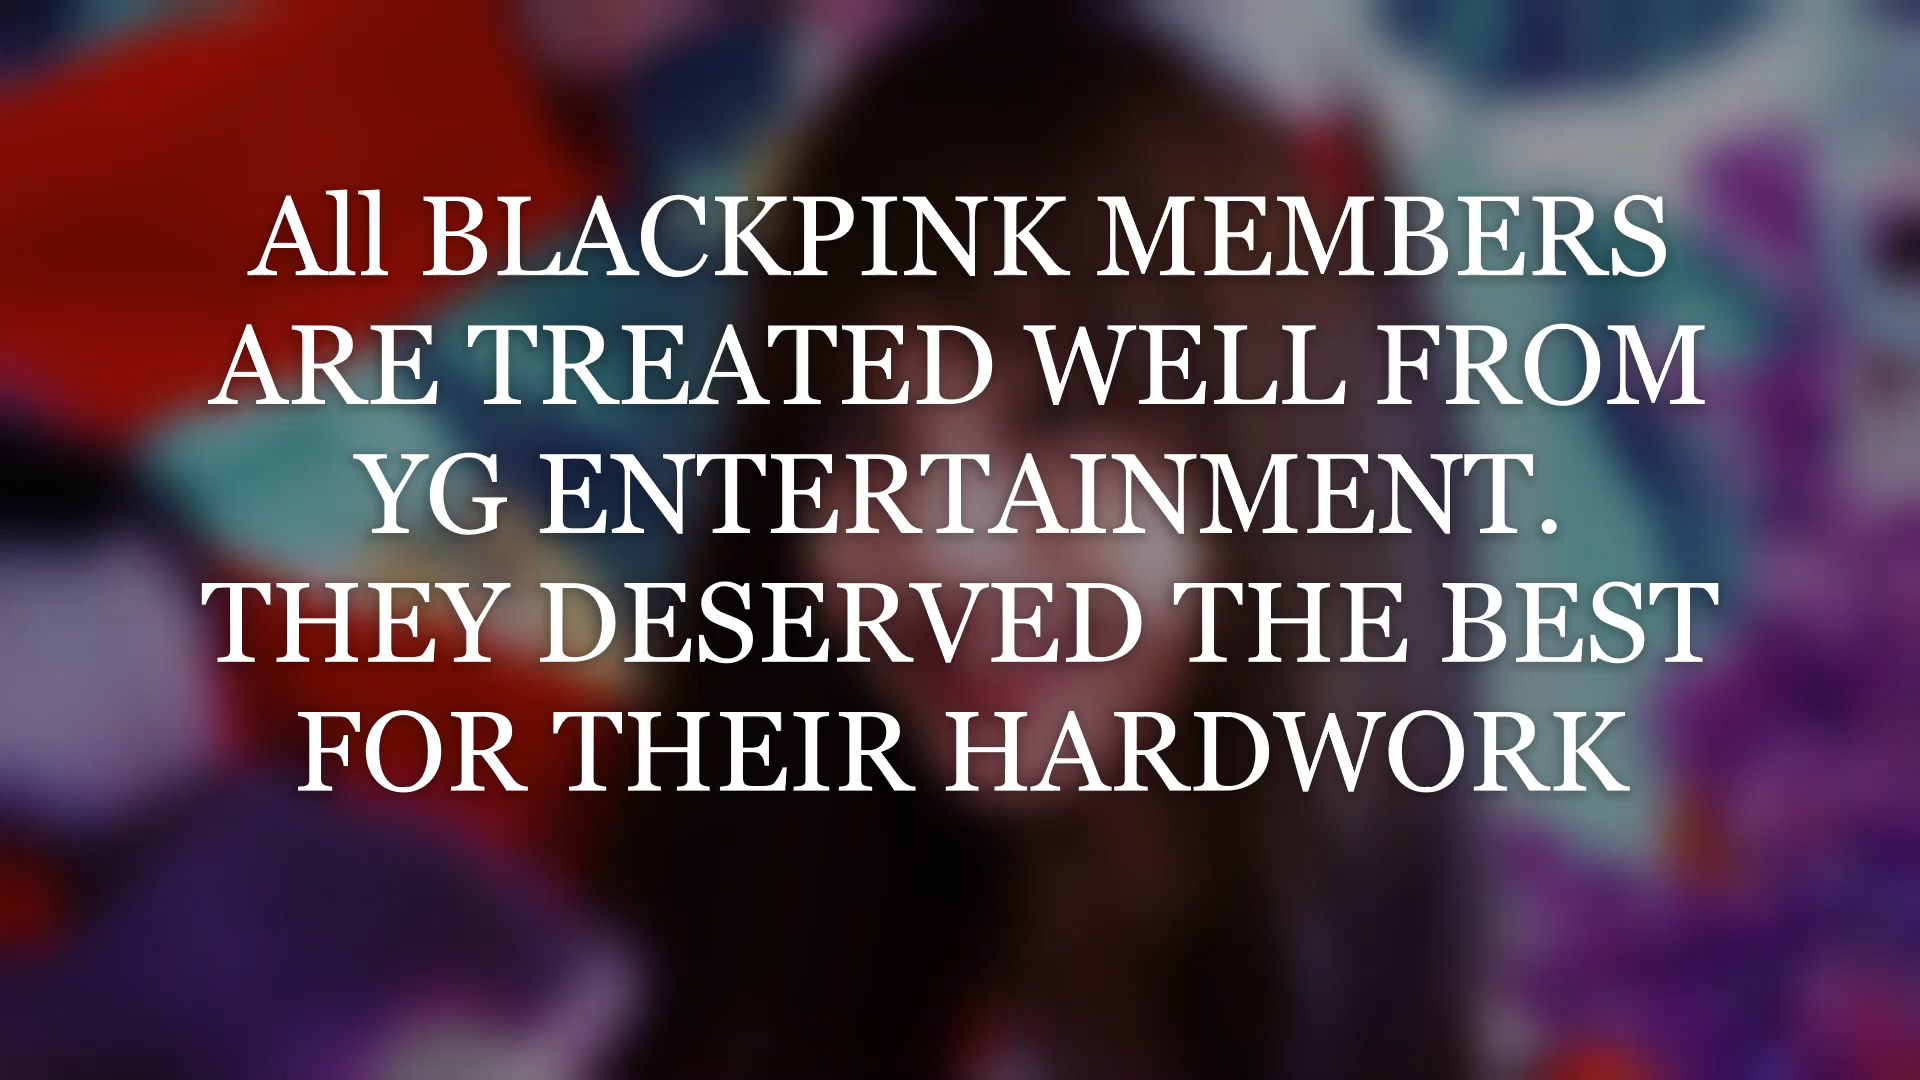 All BLACKPINK MEMBERS
ARE TREATED WELL FROM
YG ENTERTAINMENT.
THEY DESERVED THE BEST
FOR THEIR HARDWORK